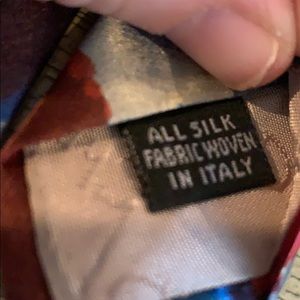 ALL SILK
FABRIC WOVEN
IN ITALY